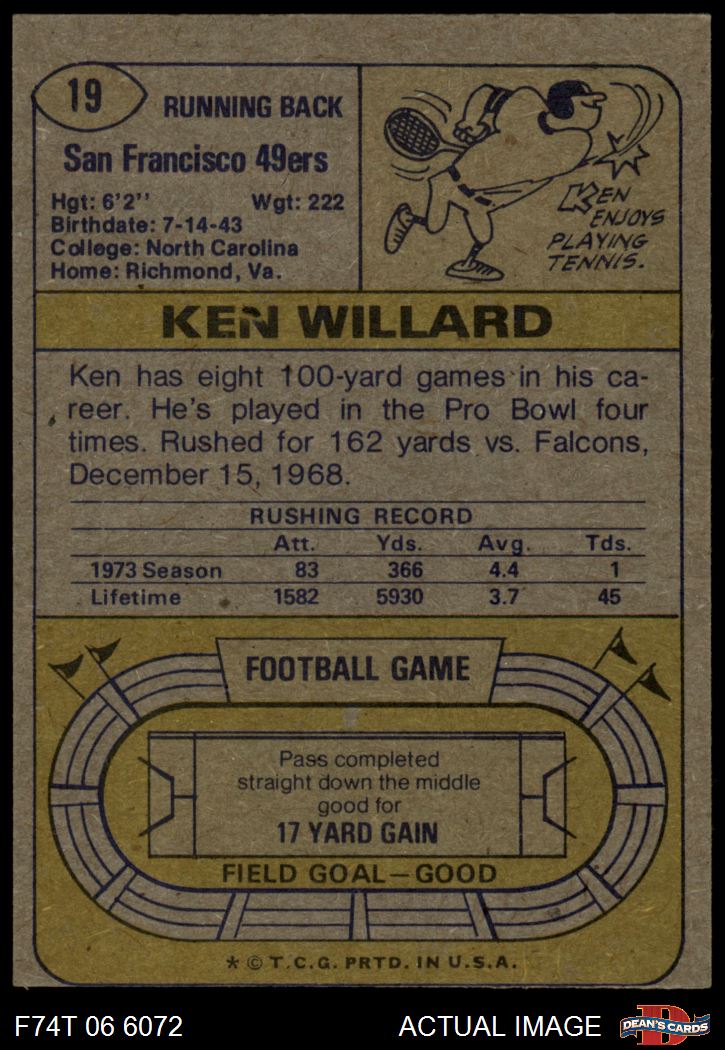 19
RUNNING BACK
San Francisco 49ers
Hgt: 6'2'' Wgt: 222
Birthdate: 7-14-43
College: North Carolina
Home: Richmond, Va.
KEN
ENJOYS
PLAYING
TENNIS.
KEN WILLARD
Ken has eight 100-yard games in his ca-
reer. He's played in the Pro Bowl four
times. Rushed for 162 yards vs. Falcons,
December 15, 1968.
RUSHING RECORD
Att. Yds. Avg. Tds.
1973 Season 83 366 4.4 1
Lifetime 1582 5930 3.7 45
FOOTBALL GAME
Pass completed
straight down the middle
good for
17 YARD GAIN
FIELD GOAL—GOOD
* © T.C.G. PRTD. IN U.S.A.
F74T 06 6072 ACTUAL IMAGE
D
DEAN'S CARDS